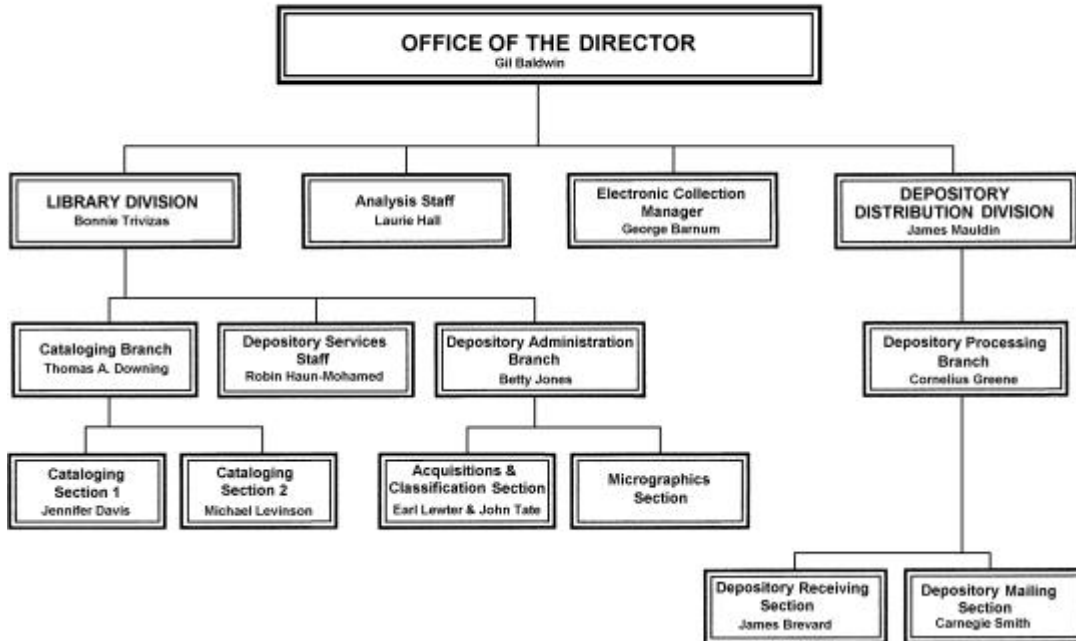 OFFICE OF THE DIRECTOR
Gil Baldwin
LIBRARY DIVISION
Bonnie Trivizas
Analysis Staff
Laurie Hall
Electronic Collection
Manager
George Barnum
DEPOSITORY
DISTRIBUTION DIVISION
James Mauldin
Cataloging Branch
Thomas A. Downing
Depository Services
Staff
Robin Haun-Mohamed
Depository Administration
Branch
Betty Jones
Depository Processing
Branch
Cornelius Greene
Cataloging
Section 1
Jennifer Davis
Cataloging
Section 2
Michael Levinson
Acquisitions &
Classification Section
Earl Lewter & John Tate
Micrographics
Section
Depository Receiving
Section
James Brevard
Depository Mailing
Section
Carnegie Smith